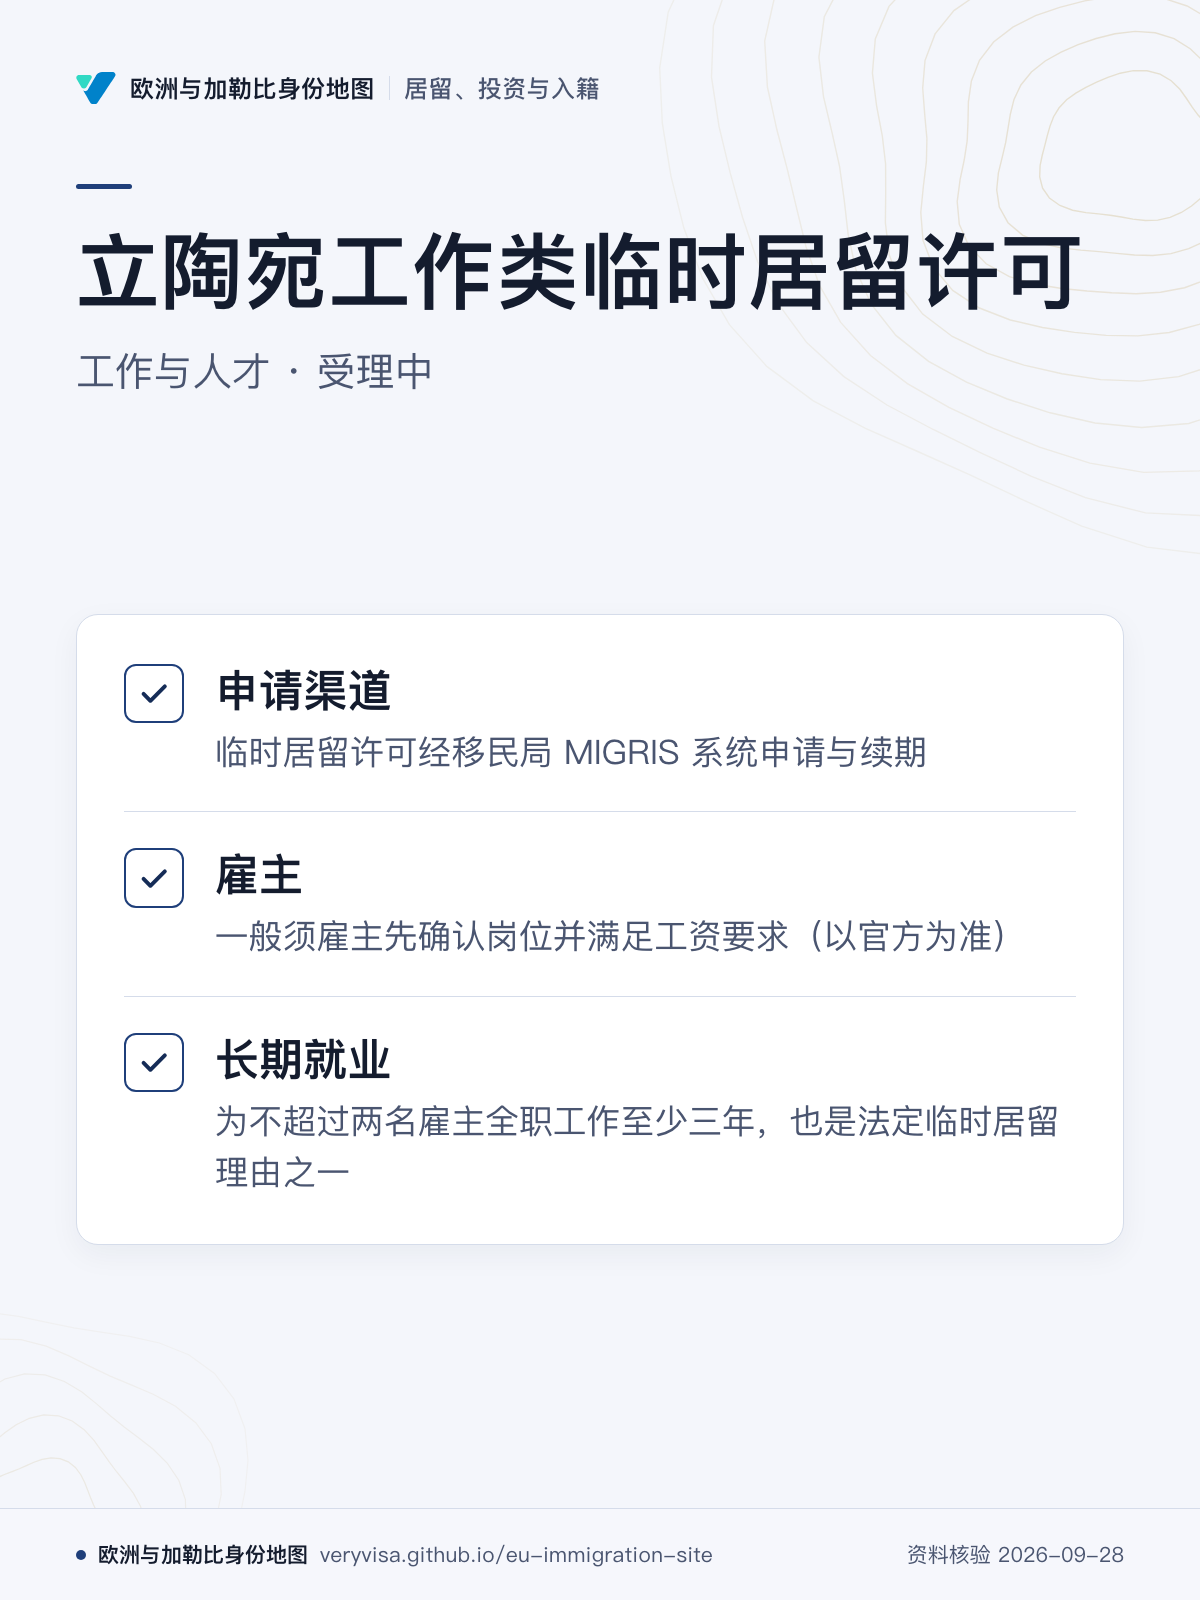 欧洲与加勒比身份地图 居留、投资与入籍
立陶宛工作类临时居留许可
工作与人才 · 受理中
申请渠道
临时居留许可经移民局 MIGRIS 系统申请与续期
雇主
一般须雇主先确认岗位并满足工资要求（以官方为准）
长期就业
为不超过两名雇主全职工作至少三年，也是法定临时居留
理由之一
欧洲与加勒比身份地图 veryvisa.github.io/eu-immigration-site 资料核验 2026-09-28